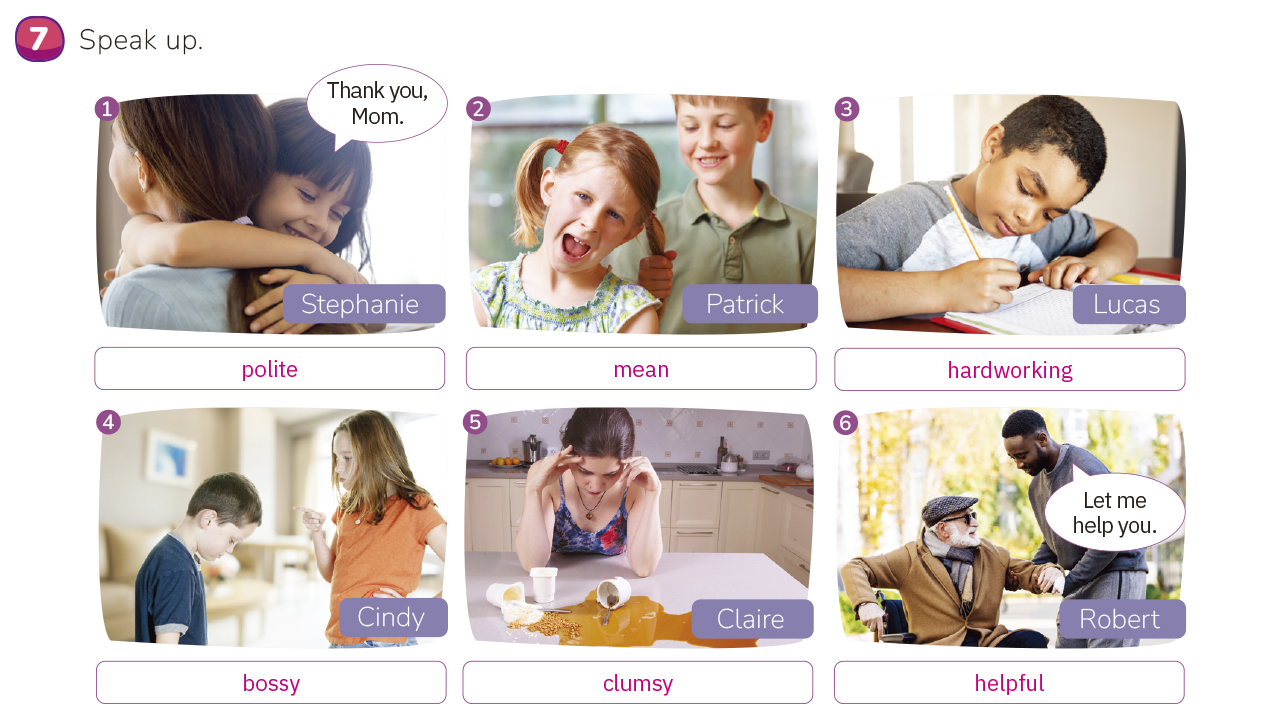 7 Speak up.
1
Thank you,
Mom.
Stephanie
polite
2
Patrick
mean
3
Lucas
hardworking
4
Cindy
bossy
5
Claire
clumsy
6
Let me
help you.
Robert
helpful